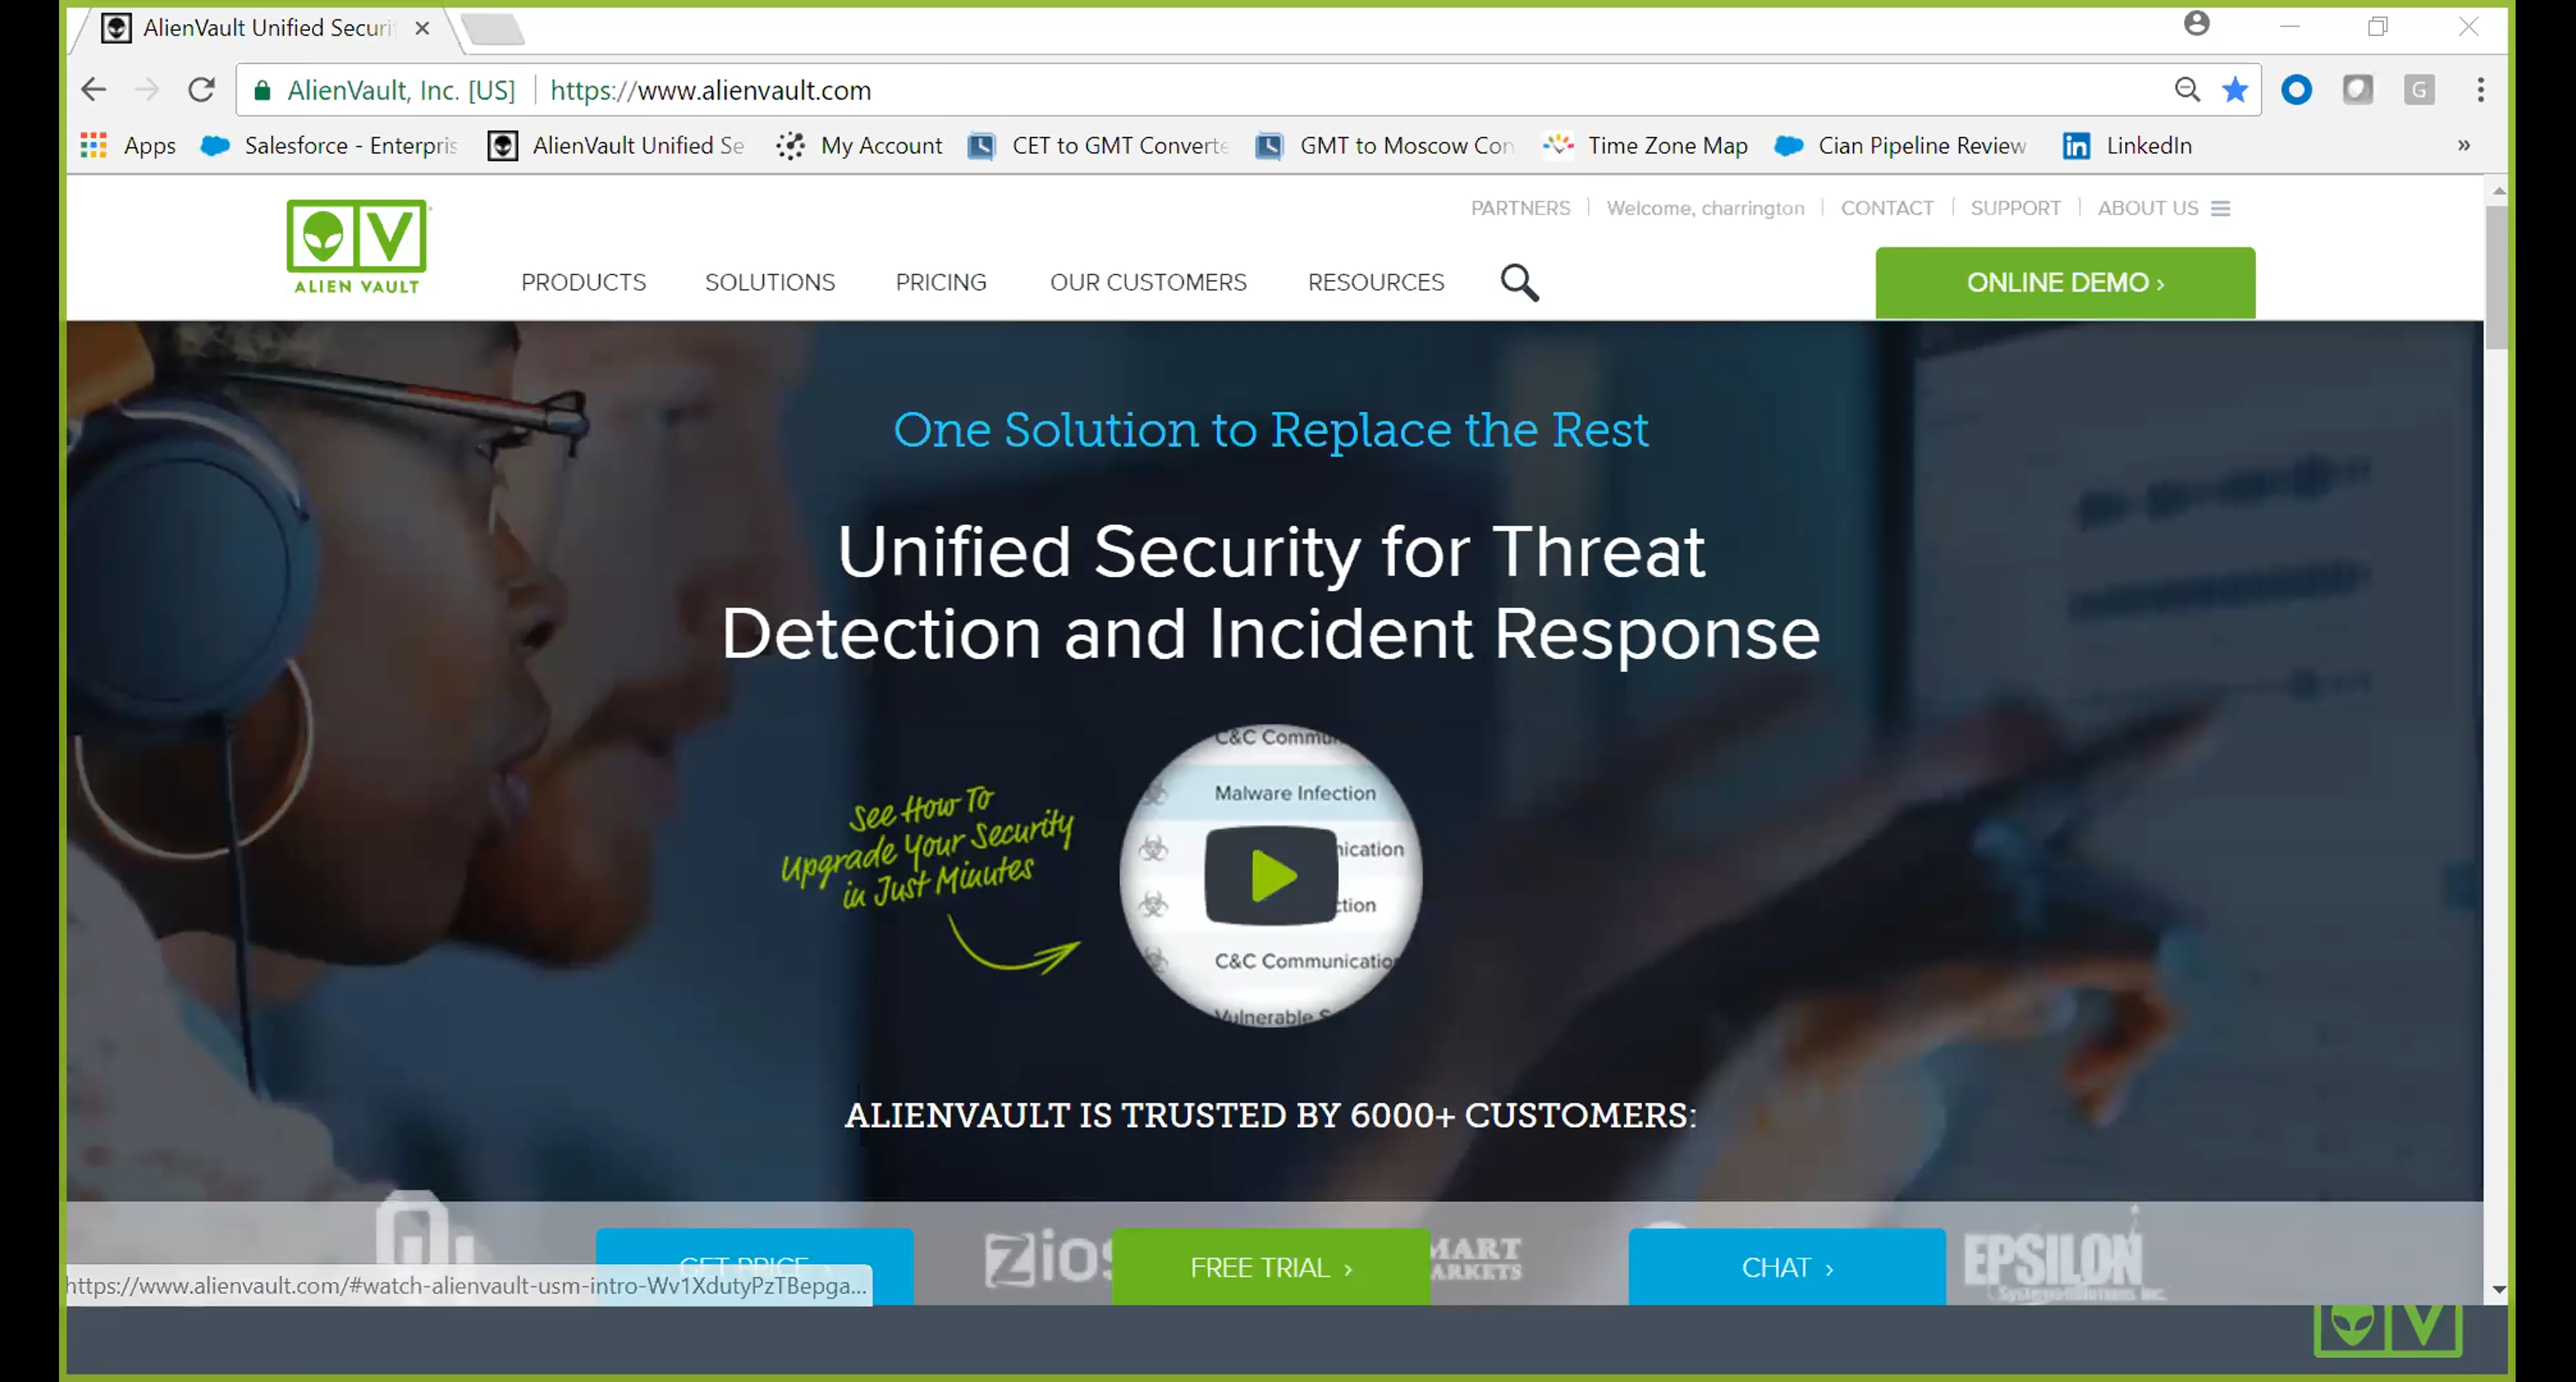 AlienVault Unified Securi
AlienVault, Inc. [US] https://www.alienvault.com
Apps Salesforce - Enterpris AlienVault Unified Se My Account CET to GMT Converte GMT to Moscow Con Time Zone Map Cian Pipeline Review LinkedIn »
PARTNERS Welcome, charrington CONTACT SUPPORT ABOUT US
ALIEN VAULT
PRODUCTS SOLUTIONS PRICING OUR CUSTOMERS RESOURCES ONLINE DEMO ›
One Solution to Replace the Rest
Unified Security for Threat
Detection and Incident Response
See How To
Upgrade Your Security
in Just Minutes
C&C Commun
Malware Infection
nication
ction
C&C Communicatio
Vulnerable S
ALIENVAULT IS TRUSTED BY 6000+ CUSTOMERS:
GET PRICE Zios FREE TRIAL › MART
ARKETS
CHAT › EPSILON
https://www.alienvault.com/#watch-alienvault-usm-intro-Wv1XdutyPzTBepga...